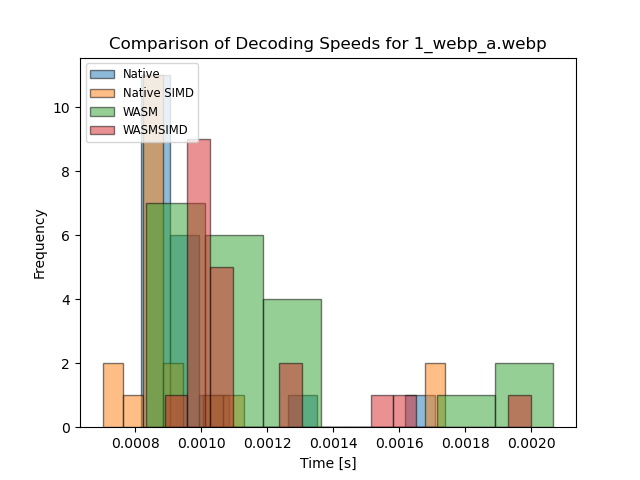 Comparison of Decoding Speeds for 1_webp_a.webp
Native
Native SIMD
WASM
WASMSIMD
Frequency
10
8
6
4
2
0
0.0008 0.0010 0.0012 0.0014 0.0016 0.0018 0.0020
Time [s]